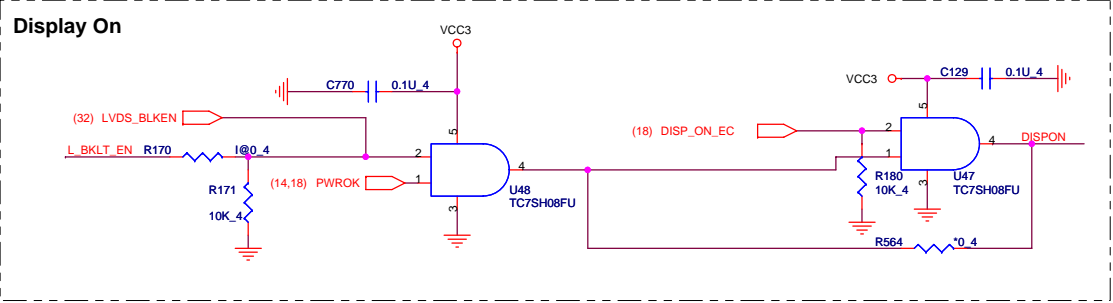 Display On
VCC3
C770 0.1U_4
VCC3
C129 0.1U_4
(32) LVDS_BLKEN
5
5
(18) DISP_ON_EC
2
4
DISPON
L_BKLT_EN R170 I@0_4
2
4
1
R171
(14,18) PWROK
1
U48
TC7SH08FU
R180
10K_4
3
U47
TC7SH08FU
10K_4
3
R564 *0_4